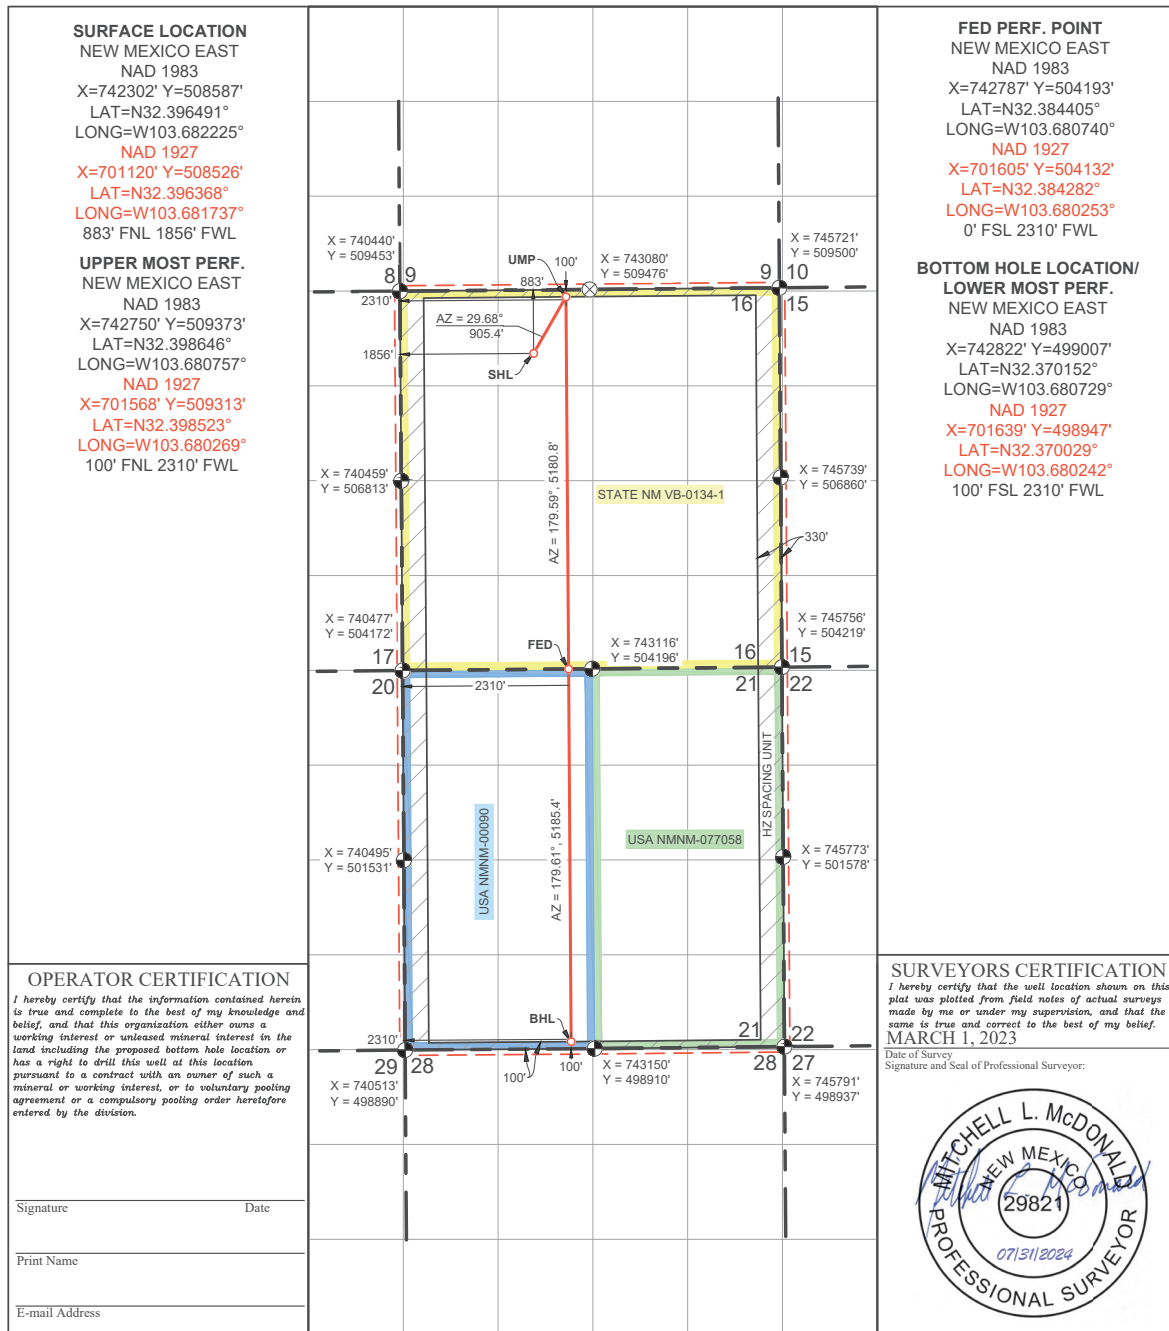 SURFACE LOCATION
NEW MEXICO EAST
NAD 1983
X=742302' Y=508587'
LAT=N32.396491°
LONG=W103.682225°
NAD 1927
X=701120' Y=508526'
LAT=N32.396368°
LONG=W103.681737°
883' FNL 1856' FWL
UPPER MOST PERF.
NEW MEXICO EAST
NAD 1983
X=742750' Y=509373'
LAT=N32.398646°
LONG=W103.680757°
NAD 1927
X=701568' Y=509313'
LAT=N32.398523°
LONG=W103.680269°
100' FNL 2310' FWL
OPERATOR CERTIFICATION
I hereby certify that the information contained herein
is true and complete to the best of my knowledge and
belief, and that this organization either owns a
working interest or unleased mineral interest in the
land including the proposed bottom hole location or
has a right to drill this well at this location
pursuant to a contract with an owner of such a
mineral or working interest, or to voluntary pooling
agreement or a compulsory pooling order heretofore
entered by the division.
Signature Date
Print Name
E-mail Address
X = 740440'
Y = 509453'
UMP
100'
X = 743080'
Y = 509476'
X = 745721'
Y = 509500'
8 9
9 10
883'
2310'
16 15
AZ = 29.68°
905.4'
1856'
SHL
X = 740459'
Y = 506813'
X = 745739'
Y = 506860'
STATE NM VB-0134-1
AZ = 179.59°, 5180.8'
330'
X = 740477'
Y = 504172'
FED
X = 743116'
Y = 504196'
X = 745756'
Y = 504219'
17
16 15
20
21 22
2310'
HZ SPACING UNIT
USA NMNM-00090
AZ = 179.61°, 5185.4'
USA NMNM-077058
X = 740495'
Y = 501531'
X = 745773'
Y = 501578'
BHL
2310'
21 22
29 28
28 27
100'
100'
X = 740513'
Y = 498890'
X = 743150'
Y = 498910'
X = 745791'
Y = 498937'
FED PERF. POINT
NEW MEXICO EAST
NAD 1983
X=742787' Y=504193'
LAT=N32.384405°
LONG=W103.680740°
NAD 1927
X=701605' Y=504132'
LAT=N32.384282°
LONG=W103.680253°
0' FSL 2310' FWL
BOTTOM HOLE LOCATION/
LOWER MOST PERF.
NEW MEXICO EAST
NAD 1983
X=742822' Y=499007'
LAT=N32.370152°
LONG=W103.680729°
NAD 1927
X=701639' Y=498947'
LAT=N32.370029°
LONG=W103.680242°
100' FSL 2310' FWL
SURVEYORS CERTIFICATION
I hereby certify that the well location shown on this
plat was plotted from field notes of actual surveys
made by me or under my supervision, and that the
same is true and correct to the best of my belief.
MARCH 1, 2023
Date of Survey
Signature and Seal of Professional Surveyor:
MITCHELL L. McDONALD
NEW MEXICO
Mitchell L. McDonald
29821
07/31/2024
PROFESSIONAL SURVEYOR